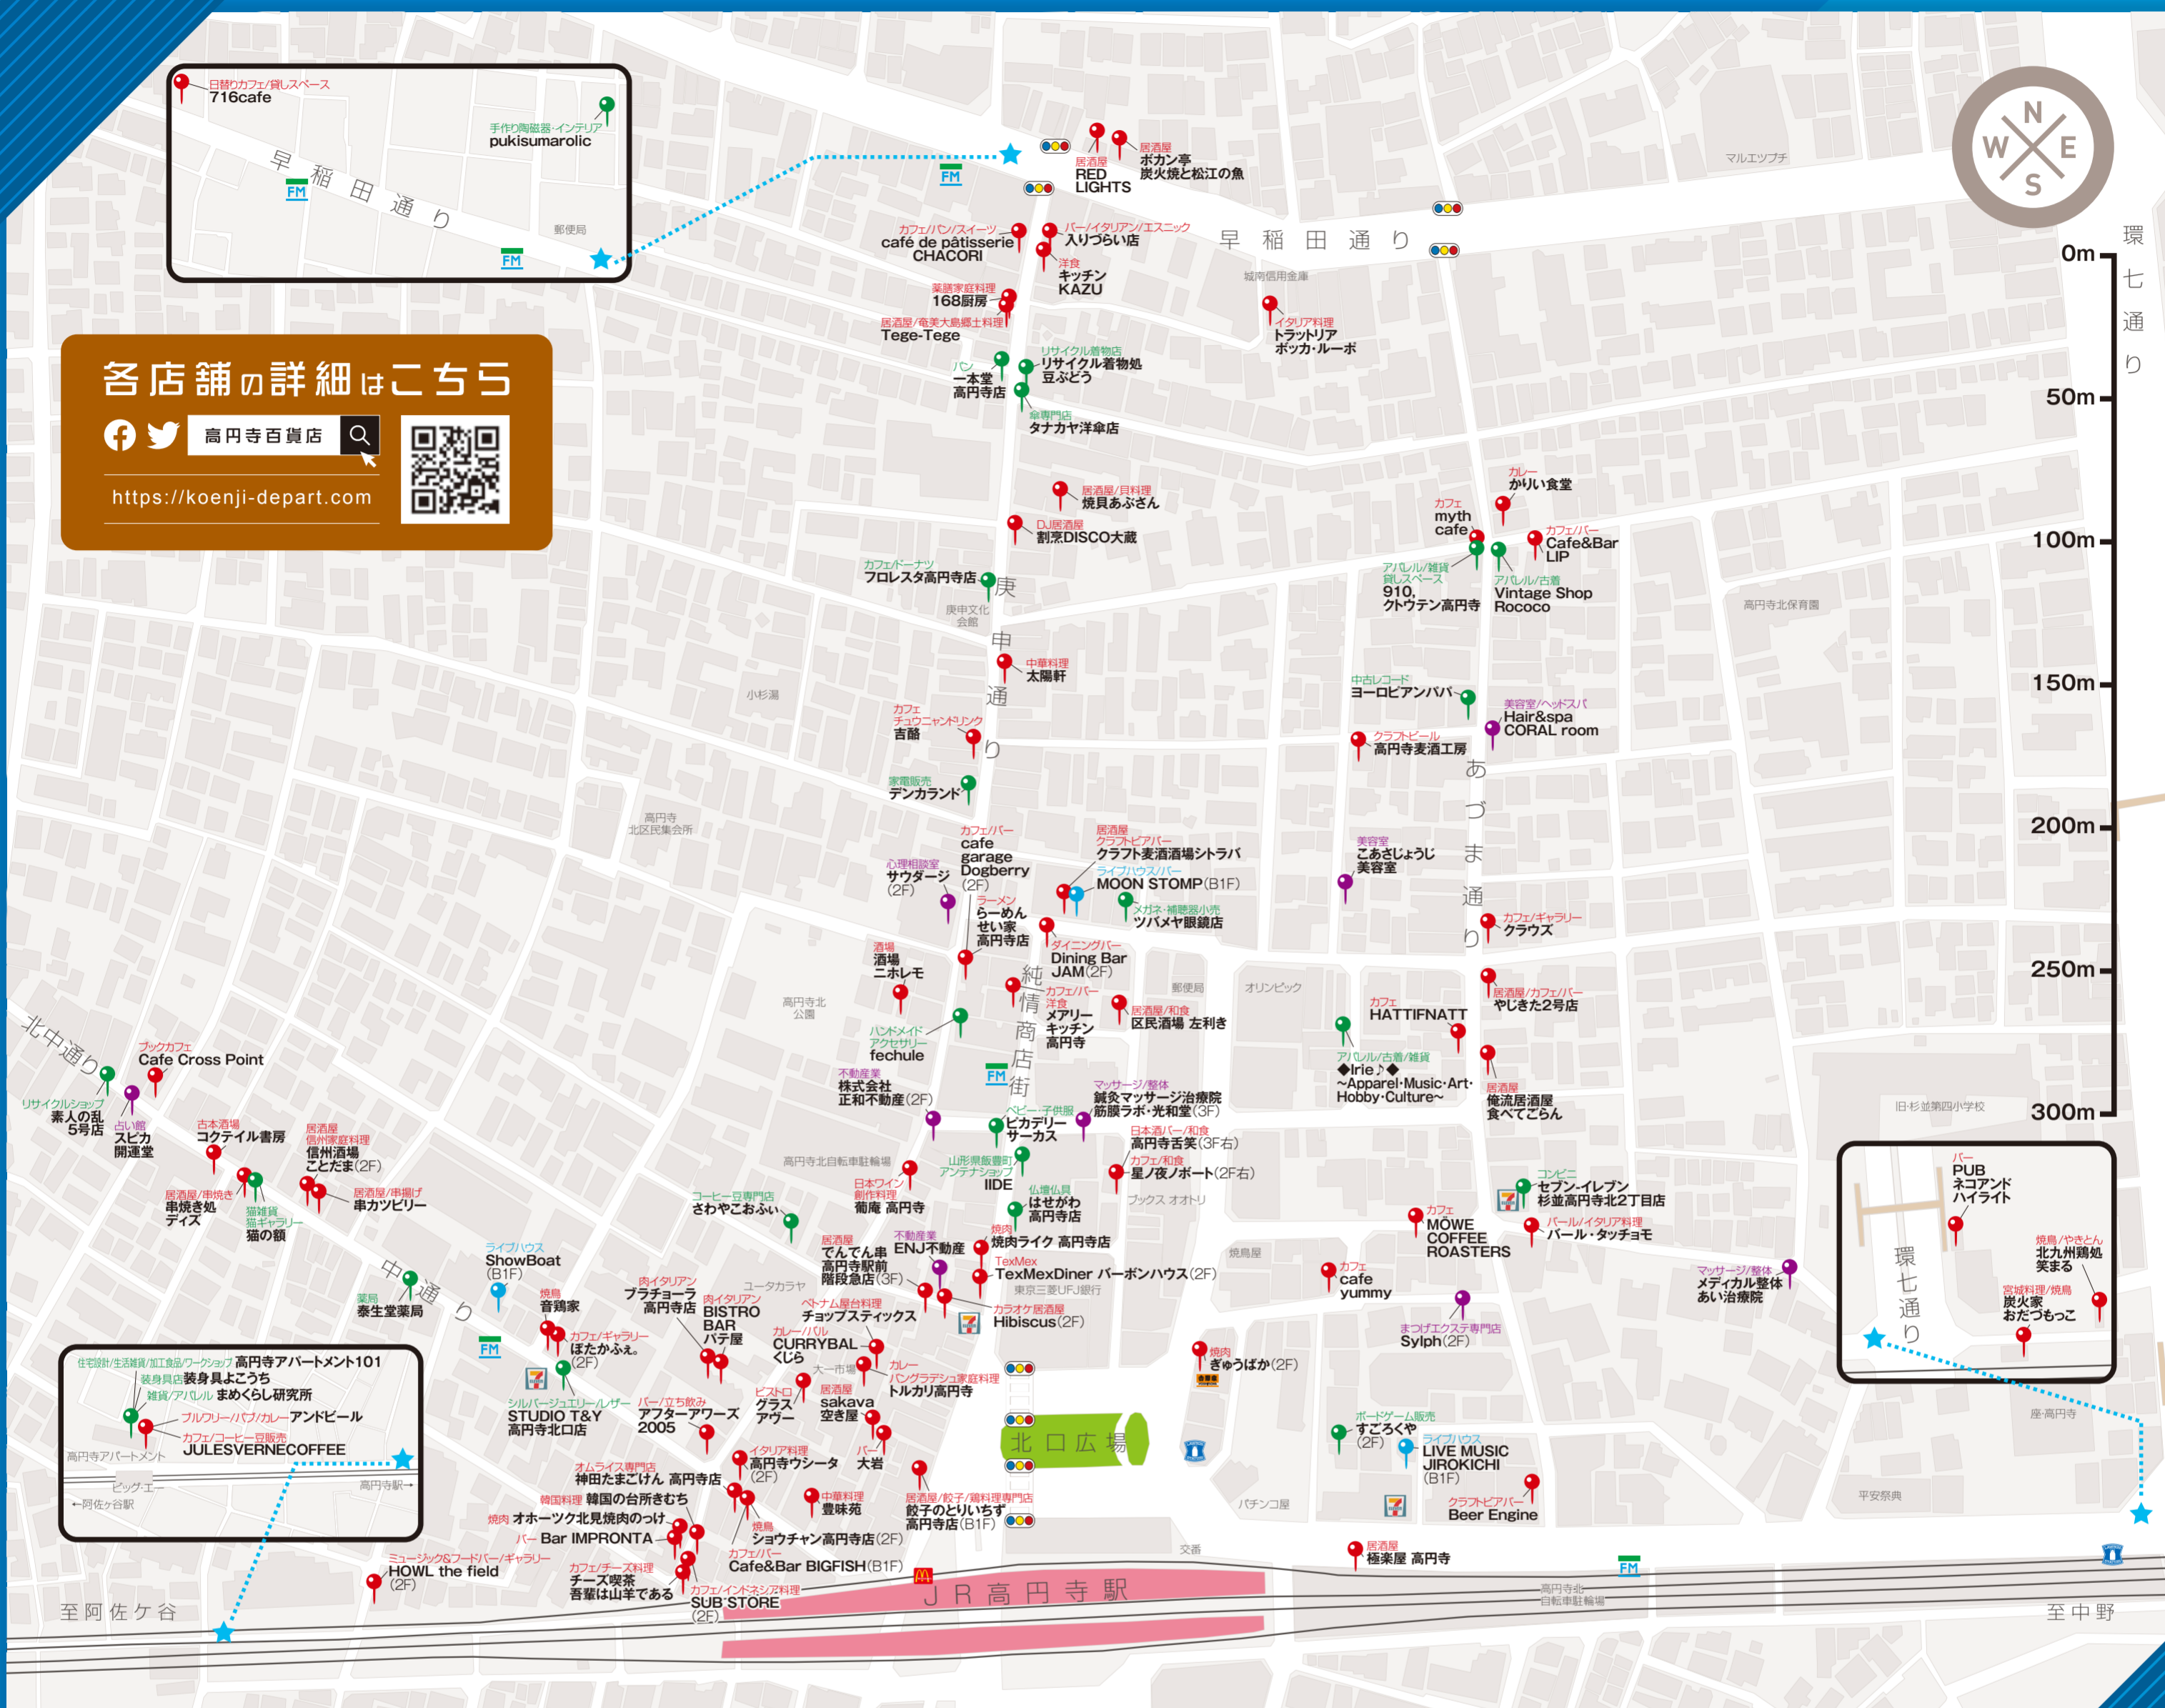 日替りカフェ/貸しスペース
716cafe
手作り陶磁器・インテリア
pukisumarolic
早稲田通り
FM
郵便局
FM
FM
居酒屋
RED
LIGHTS
居酒屋
ボカン亭
炭火焼と松江の魚
マルエツプチ
N
W E
S
環七通り
早稲田通り
カフェ/パン/スイーツ
café de pâtisserie
CHACORI
バー/イタリアン/エスニック
入りづらい店
洋食
キッチン
KAZU
城南信用金庫
薬膳家庭料理
168厨房
居酒屋/奄美大島郷土料理
Tege-Tege
イタリア料理
トラットリア
ボッカ・ルーポ
0m
50m
100m
150m
200m
250m
300m
各店舗の詳細はこちら
高円寺百貨店
https://koenji-depart.com
パン
一本堂
高円寺店
リサイクル着物店
リサイクル着物処
豆ぶどう
傘専門店
タナカヤ洋傘店
居酒屋/貝料理
焼貝あぶさん
DJ居酒屋
割烹DISCO大蔵
カレー
かりい食堂
カフェ
myth
cafe
カフェ/バー
Cafe&Bar
LIP
アパレル/雑貨
貸しスペース
910,
クトウテン高円寺
アパレル/古着
Vintage Shop
Rococo
高円寺北保育園
カフェ/ドーナツ
フロレスタ高円寺店
庚申通り
庚申文化
会館
中華料理
太陽軒
小杉湯
カフェ
チュウニャンドリンク
吉酪
家電販売
デンカランド
中古レコード
ヨーロピアンパパ
美容室/ヘッドスパ
Hair&spa
CORAL room
クラフトビール
高円寺麦酒工房
あづま通り
高円寺
北区民集会所
カフェ/バー
cafe
garage
Dogberry
(2F)
心理相談室
サウダージ
(2F)
居酒屋
クラフトビアバー
クラフト麦酒酒場シトラバ
ライブハウス/バー
MOON STOMP(B1F)
メガネ・補聴器小売
ツバメヤ眼鏡店
美容室
こあさじょうじ
美容室
ラーメン
らーめん
せい家
高円寺店
酒場
酒場
ニホレモ
ダイニングバー
Dining Bar
JAM(2F)
カフェ/ギャラリー
クラウズ
純情商店街
カフェ/バー
洋食
メアリー
キッチン
高円寺
居酒屋/和食
区民酒場 左利き
郵便局
オリンピック
居酒屋/カフェ/バー
やじきた2号店
カフェ
HATTIFNATT
高円寺北
公園
ハンドメイド
アクセサリー
fechule
アパレル/古着/雑貨
◆Irie♪◆
~Apparel・Music・Art・
Hobby・Culture~
居酒屋
俺流居酒屋
食べてごらん
旧・杉並第四小学校
FM
不動産業
株式会社
正和不動産(2F)
ベビー・子供服
ピカデリー
サーカス
マッサージ/整体
鍼灸マッサージ治療院
筋膜ラボ・光和堂(3F)
日本酒バー/和食
高円寺舌笑(3F右)
カフェ/和食
星ノ夜ノボート(2F右)
ブックス オオトリ
北中通り
リサイクルショップ
素人の乱
5号店
占い館
スピカ
開運堂
ブックカフェ
Cafe Cross Point
古本酒場
コクテイル書房
居酒屋
信州家庭料理
信州酒場
ことだま(2F)
居酒屋/串揚げ
串カツビリー
居酒屋/串焼き
串焼き処
ディズ
猫雑貨
猫ギャラリー
猫の額
高円寺北自転車駐輪場
日本ワイン
創作料理
葡庵 高円寺
山形県飯豊町
アンテナショップ
IIDE
仏壇仏具
はせがわ
高円寺店
コーヒー豆専門店
さわやこおふぃ
焼肉
焼肉ライク 高円寺店
TexMex
TexMexDiner バーボンハウス(2F)
東京三菱UFJ銀行
カラオケ居酒屋
Hibiscus(2F)
居酒屋
でんでん串
高円寺駅前
階段急店(3F)
不動産業
ENJ不動産
コンビニ
セブン-イレブン
杉並高円寺北2丁目店
カフェ
MÖWE
COFFEE
ROASTERS
バール/イタリア料理
バール・タッチョモ
焼鳥屋
カフェ
cafe
yummy
マッサージ/整体
メディカル整体
あい治療院
まつげエクステ専門店
Sylph(2F)
バー
PUB
ネコアンド
ハイライト
焼鳥/やきとん
北九州鶏処
笑まる
宮城料理/焼鳥
炭火家
おだづもっこ
環七通り
座・高円寺
中通り
薬局
泰生堂薬局
ライブハウス
ShowBoat
(B1F)
FM
焼鳥
音鶏家
カフェ/ギャラリー
ぽたかふぇ。
(2F)
シルバージュエリー/レザー
STUDIO T&Y
高円寺北口店
肉イタリアン
プラチョーラ
高円寺店
肉イタリアン
BISTRO
BAR
パテ屋
ユータカラヤ
ベトナム屋台料理
チョップスティックス
カレー/バル
CURRYBAL
くじら
大一市場
カレー
バングラデシュ家庭料理
トルカリ高円寺
ビストロ
グラス
アヴー
居酒屋
sakava
空き屋
バー
大岩
バー/立ち飲み
アフターアワーズ
2005
イタリア料理
高円寺ウシータ
(2F)
オムライス専門店
神田たまごけん 高円寺店
韓国料理 韓国の台所きむち
焼肉 オホーツク北見焼肉のっけ
バー Bar IMPRONTA
中華料理
豊味苑
焼鳥
ショウチャン高円寺店(2F)
カフェ/バー
Cafe&Bar BIGFISH(B1F)
居酒屋/餃子/鶏料理専門店
餃子のとりいちず
高円寺店(B1F)
カフェ/チーズ料理
チーズ喫茶
吾輩は山羊である
カフェ/インドネシア料理
SUB STORE
(2F)
ミュージック&フードバー/ギャラリー
HOWL the field
(2F)
住宅設計/生活雑貨/加工食品/ワークショップ 高円寺アパートメント101
装身具店 装身具よこうち
雑貨/アパレル まめくらし研究所
ブルワリー/パブ/カレー アンドビール
カフェ/コーヒー豆販売
JULESVERNECOFFEE
高円寺アパートメント
ビッグ・エー
高円寺駅→
←阿佐ヶ谷駅
焼肉
ぎゅうばか(2F)
北口広場
ボードゲーム販売
すごろくや
(2F)
ライブハウス
LIVE MUSIC
JIROKICHI
(B1F)
クラフトビアバー
Beer Engine
パチンコ屋
平安祭典
交番
居酒屋
極楽屋 高円寺
FM
高円寺北
自転車駐輪場
JR高円寺駅
至阿佐ケ谷
至中野